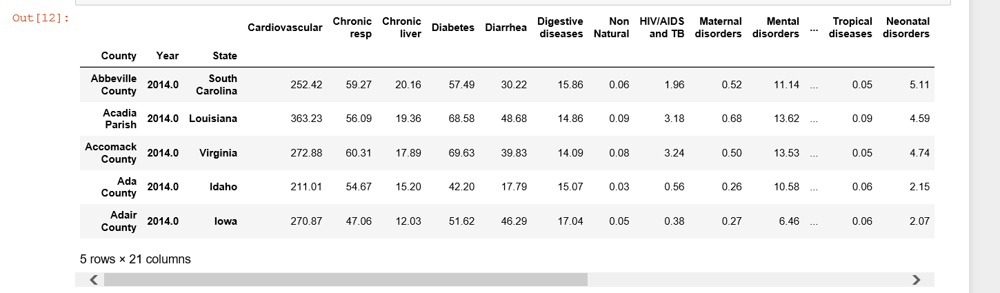 Out[12]:
Cardiovascular Chronic resp Chronic liver Diabetes Diarrhea Digestive diseases Non Natural HIV/AIDS and TB Maternal disorders Mental disorders ... Tropical diseases Neonatal disorders
County Year State
Abbeville County 2014.0 South Carolina 252.42 59.27 20.16 57.49 30.22 15.86 0.06 1.96 0.52 11.14 ... 0.05 5.11
Acadia Parish 2014.0 Louisiana 363.23 56.09 19.36 68.58 48.68 14.86 0.09 3.18 0.68 13.62 ... 0.09 4.59
Accomack County 2014.0 Virginia 272.88 60.31 17.89 69.63 39.83 14.09 0.08 3.24 0.50 13.53 ... 0.05 4.74
Ada County 2014.0 Idaho 211.01 54.67 15.20 42.20 17.79 15.07 0.03 0.56 0.26 10.58 ... 0.06 2.15
Adair County 2014.0 Iowa 270.87 47.06 12.03 51.62 46.29 17.04 0.05 0.38 0.27 6.46 ... 0.06 2.07
5 rows × 21 columns